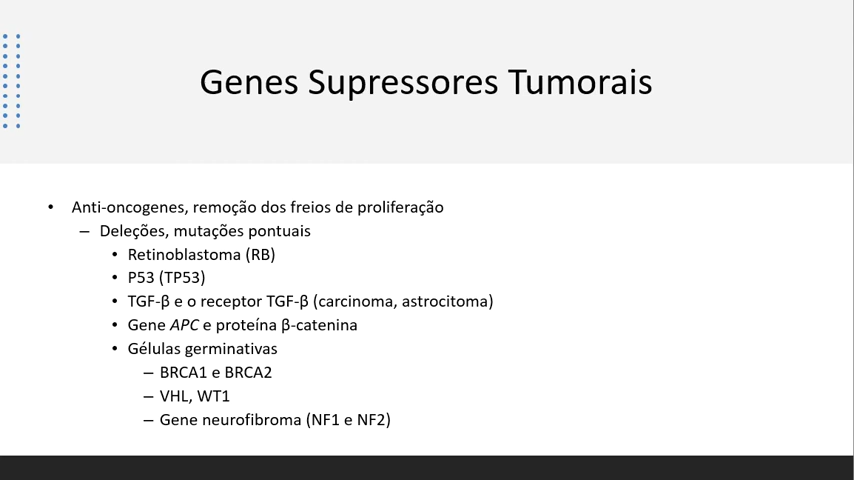 Genes Supressores Tumorais
• Anti-oncogenes, remoção dos freios de proliferação
– Deleções, mutações pontuais
• Retinoblastoma (RB)
• P53 (TP53)
• TGF-β e o receptor TGF-β (carcinoma, astrocitoma)
• Gene APC e proteína β-catenina
• Gélulas germinativas
– BRCA1 e BRCA2
– VHL, WT1
– Gene neurofibroma (NF1 e NF2)